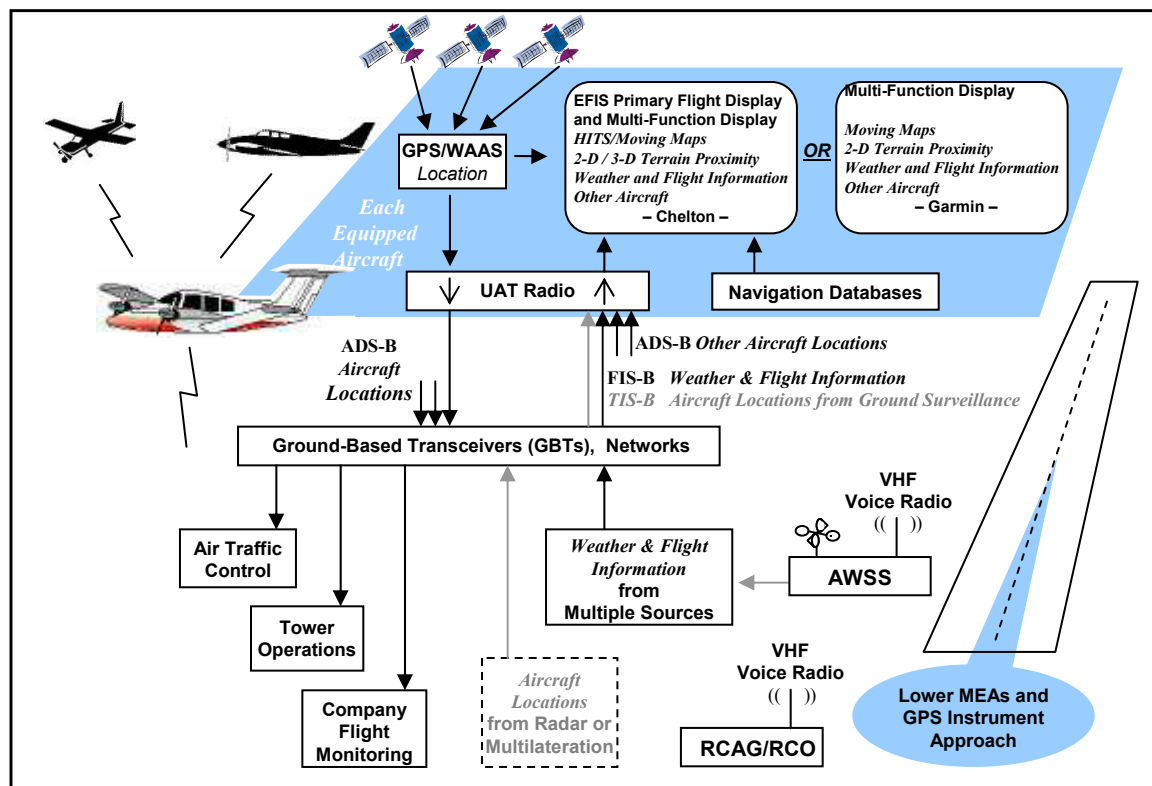 EFIS Primary Flight Display
and Multi-Function Display
HITS/Moving Maps
2-D / 3-D Terrain Proximity
Weather and Flight Information
Other Aircraft
– Chelton –
OR
Multi-Function Display
Moving Maps
2-D Terrain Proximity
Weather and Flight Information
Other Aircraft
– Garmin –
GPS/WAAS
Location
Each
Equipped
Aircraft
UAT Radio
Navigation Databases
ADS-B
Aircraft
Locations
ADS-B Other Aircraft Locations
FIS-B Weather & Flight Information
TIS-B Aircraft Locations from Ground Surveillance
Ground-Based Transceivers (GBTs), Networks
Air Traffic
Control
Tower
Operations
Company
Flight
Monitoring
Aircraft
Locations
from Radar or
Multilateration
Weather & Flight
Information
from
Multiple Sources
VHF
Voice Radio
(( ))
AWSS
VHF
Voice Radio
(( ))
RCAG/RCO
Lower MEAs and
GPS Instrument
Approach